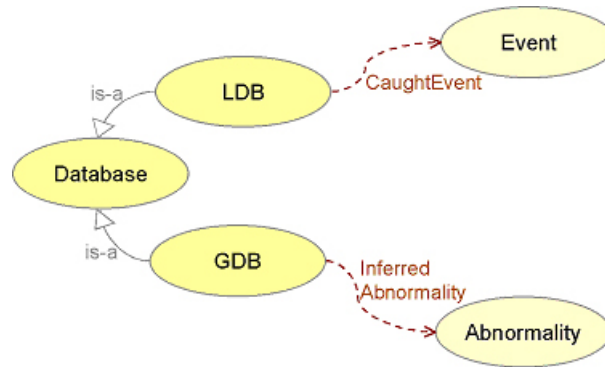 Event
is-a
LDB
CaughtEvent
Database
is-a
GDB
Inferred
Abnormality
Abnormality